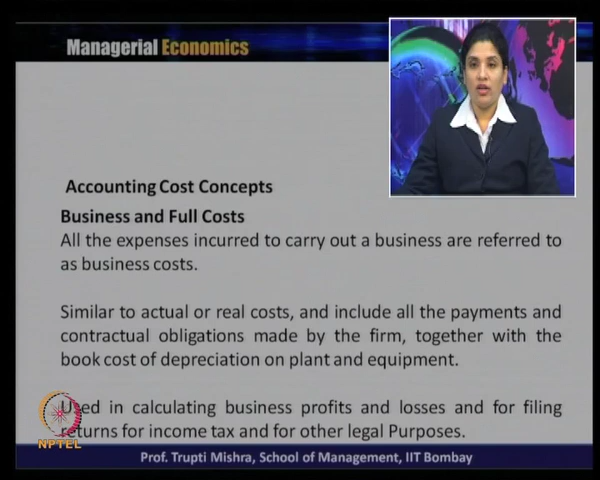 Managerial Economics
Accounting Cost Concepts
Business and Full Costs
All the expenses incurred to carry out a business are referred to
as business costs.
Similar to actual or real costs, and include all the payments and
contractual obligations made by the firm, together with the
book cost of depreciation on plant and equipment.
Used in calculating business profits and losses and for filing
returns for income tax and for other legal Purposes.
NPTEL
Prof. Trupti Mishra, School of Management, IIT Bombay